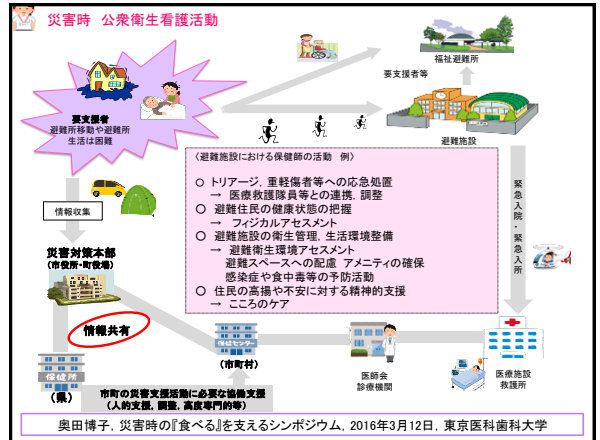 災害時 公衆衛生看護活動
福祉避難所
要支援者等
要支援者
避難所移動や避難所
生活は困難
避難施設
情報収集
<避難施設における保健師の活動 例>
○ トリアージ,重軽傷者等への応急処置
→ 医療救護隊員等との連携,調整
○ 避難住民の健康状態の把握
→ フィジカルアセスメント
○ 避難施設の衛生管理,生活環境整備
→ 避難衛生環境アセスメント
避難スペースへの配慮 アメニティの確保
感染症や食中毒等の予防活動
○ 住民の高揚や不安に対する精神的支援
→ こころのケア
緊急入院・緊急入所
災害対策本部
(市役所・町役場)
情報共有
保健所
(県)
保健センター
(市町村)
医師会
診療機関
医療施設
救護所
市町の災害支援活動に必要な協働支援
(人的支援,調整,高度専門的等)
奥田博子,災害時の『食べる』を支えるシンポジウム,2016年3月12日,東京医科歯科大学